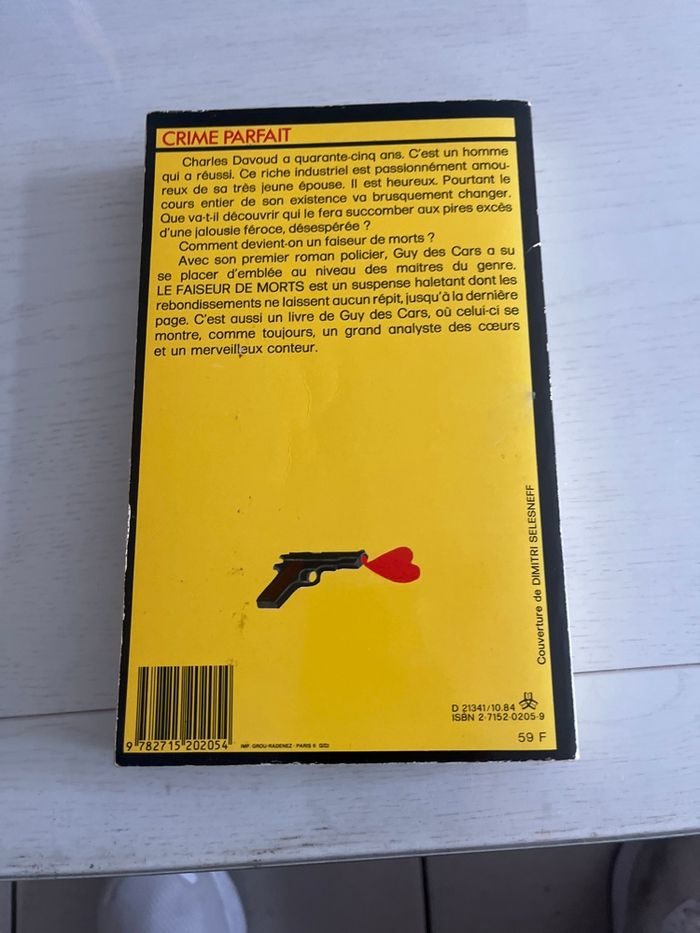 CRIME PARFAIT
Charles Davoud a quarante-cinq ans. C'est un homme
qui a réussi. Ce riche industriel est passionnément amou-
reux de sa très jeune épouse. Il est heureux. Pourtant le
cours entier de son existence va brusquement changer.
Que va-t-il découvrir qui le fera succomber aux pires excès
d'une jalousie féroce, désespérée ?
Comment devient-on un faiseur de morts ?
Avec son premier roman policier, Guy des Cars a su
se placer d'emblée au niveau des maitres du genre.
LE FAISEUR DE MORTS est un suspense haletant dont les
rebondissements ne laissent aucun répit, jusqu'à la dernière
page. C'est aussi un livre de Guy des Cars, où celui-ci se
montre, comme toujours, un grand analyste des cœurs
et un merveilleux conteur.
Couverture de DIMITRI SELESNEFF
D 21341/10.84
ISBN 2-7152-0205-9
59 F
9 782715 202054
IMP. GROU-RADENEZ - PARIS 6